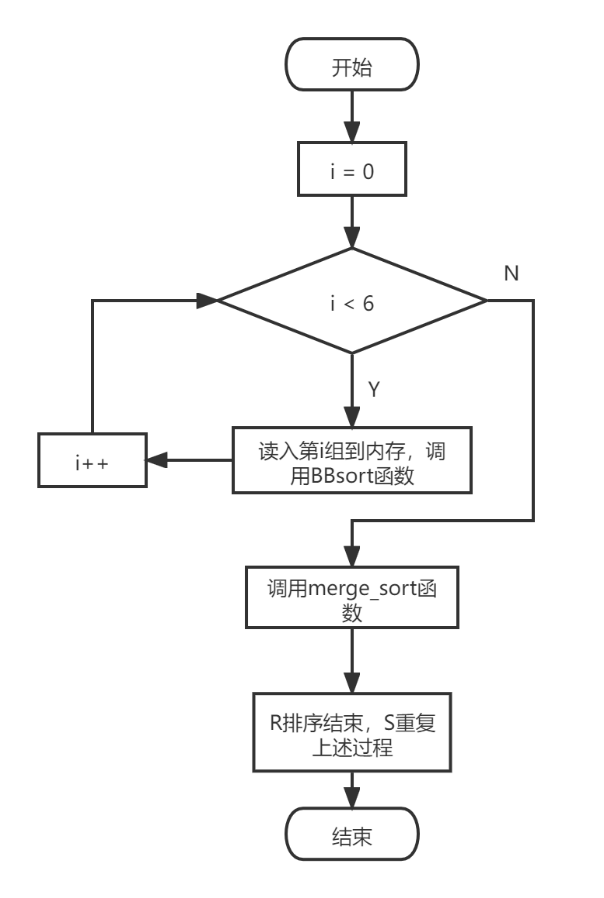 开始
i = 0
i < 6
N
Y
读入第i组到内存，调
用BBsort函数
i++
调用merge_sort函
数
R排序结束，S重复
上述过程
结束